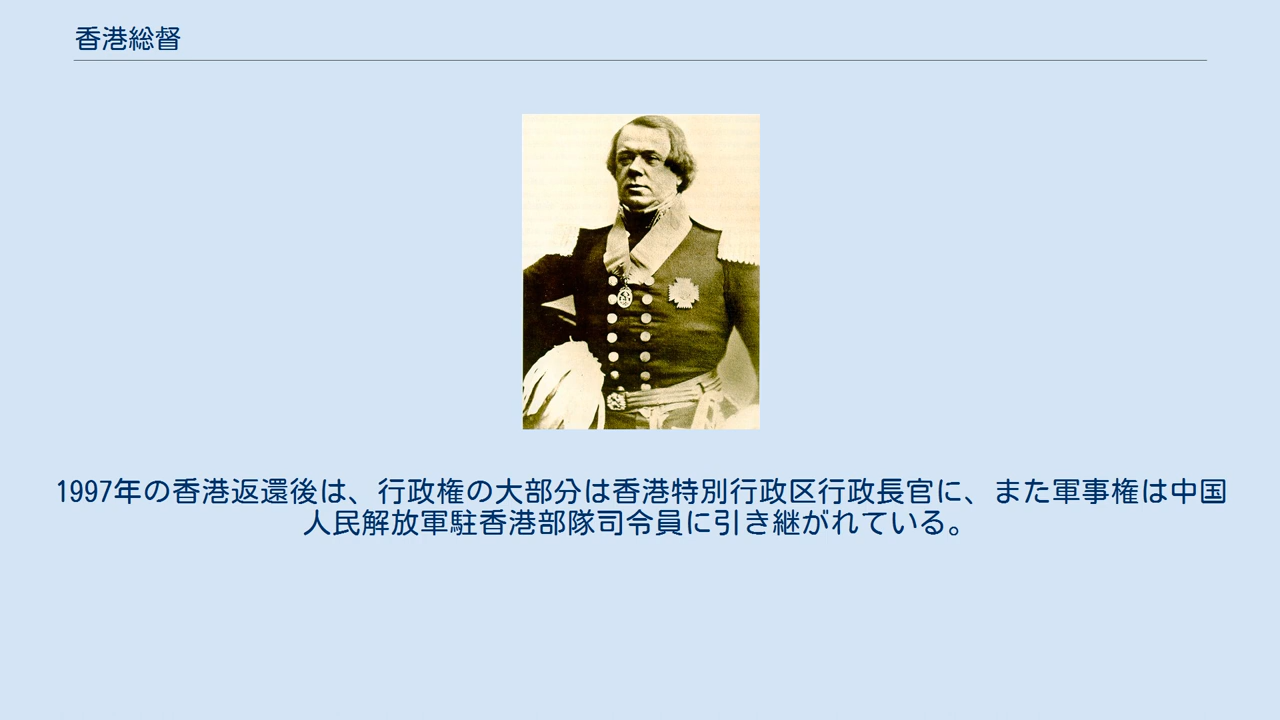 香港総督
1997年の香港返還後は、行政権の大部分は香港特別行政区行政長官に、また軍事権は中国
人民解放軍駐香港部隊司令員に引き継がれている。